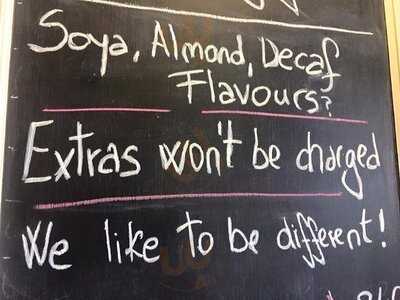 Soya, Almond, Decaf
Flavours?
Extras won't be charged
We like to be different!